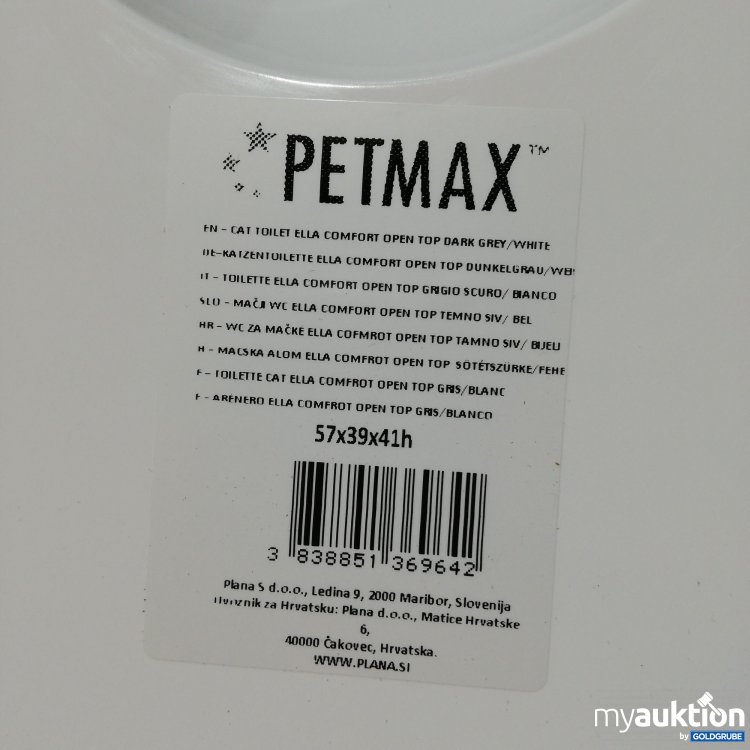 PETMAX™
EN - CAT TOILET ELLA COMFORT OPEN TOP DARK GREY/WHITE
DE-KATZENTOILETTE ELLA COMFORT OPEN TOP DUNKELGRAU/WEI
IT - TOILETTE ELLA COMFORT OPEN TOP GRIGIO SCURO/ BIANCO
SLO - MAČJI WC ELLA COMFORT OPEN TOP TEMNO SIV/ BEL
HR - WC ZA MAČKE ELLA COFMROT OPEN TOP TAMNO SIV/ BIJELI
H - MACSKA ALOM ELLA COMFROT OPEN TOP SÖTÉTSZÜRKE/FEHE
F - TOILETTE CAT ELLA COMFROT OPEN TOP GRIS/BLANC
E - ARENERO ELLA COMFROT OPEN TOP GRIS/BLANCO
57x39x41h
3 838851 369642
Plana S d.o.o., Ledina 9, 2000 Maribor, Slovenija
Uvoznik za Hrvatsku: Plana d.o.o., Matice Hrvatske
6,
40000 Čakovec, Hrvatska.
WWW.PLANA.SI
myauktion
by GOLDGRUBE